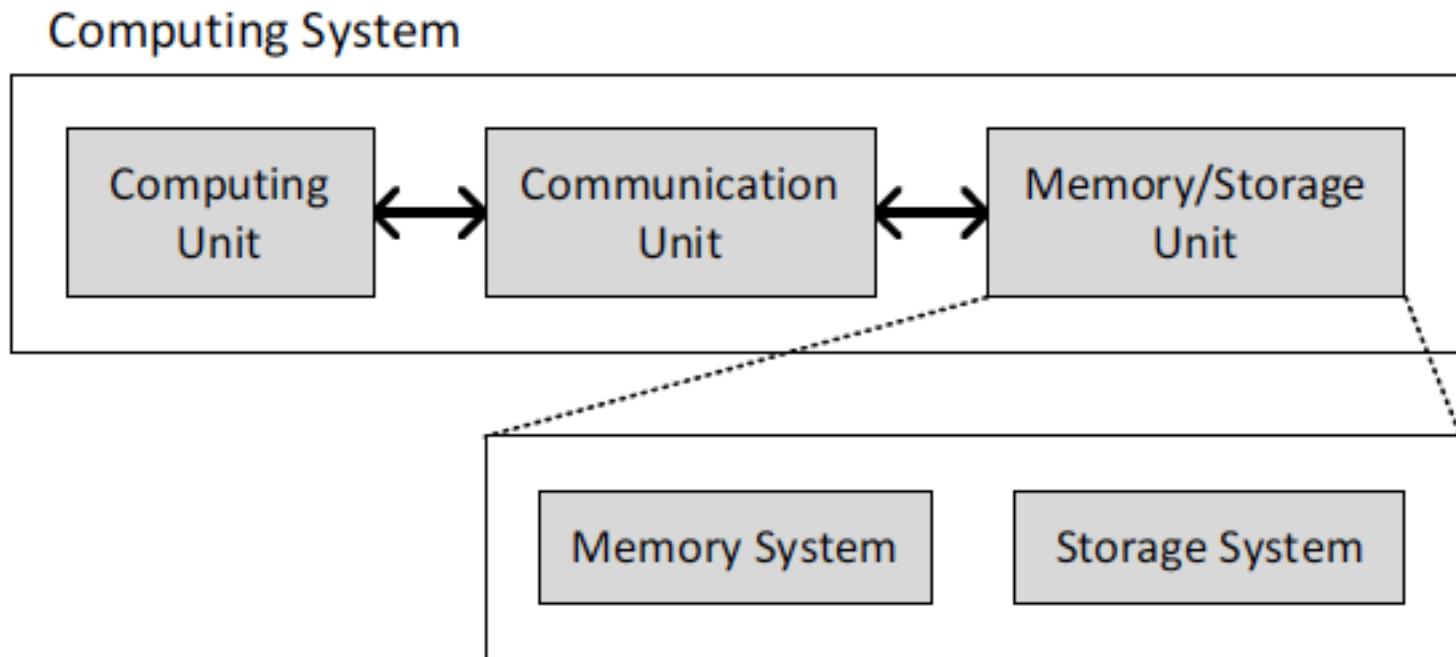 Computing System
Computing
Unit
Communication
Unit
Memory/Storage
Unit
Memory System
Storage System